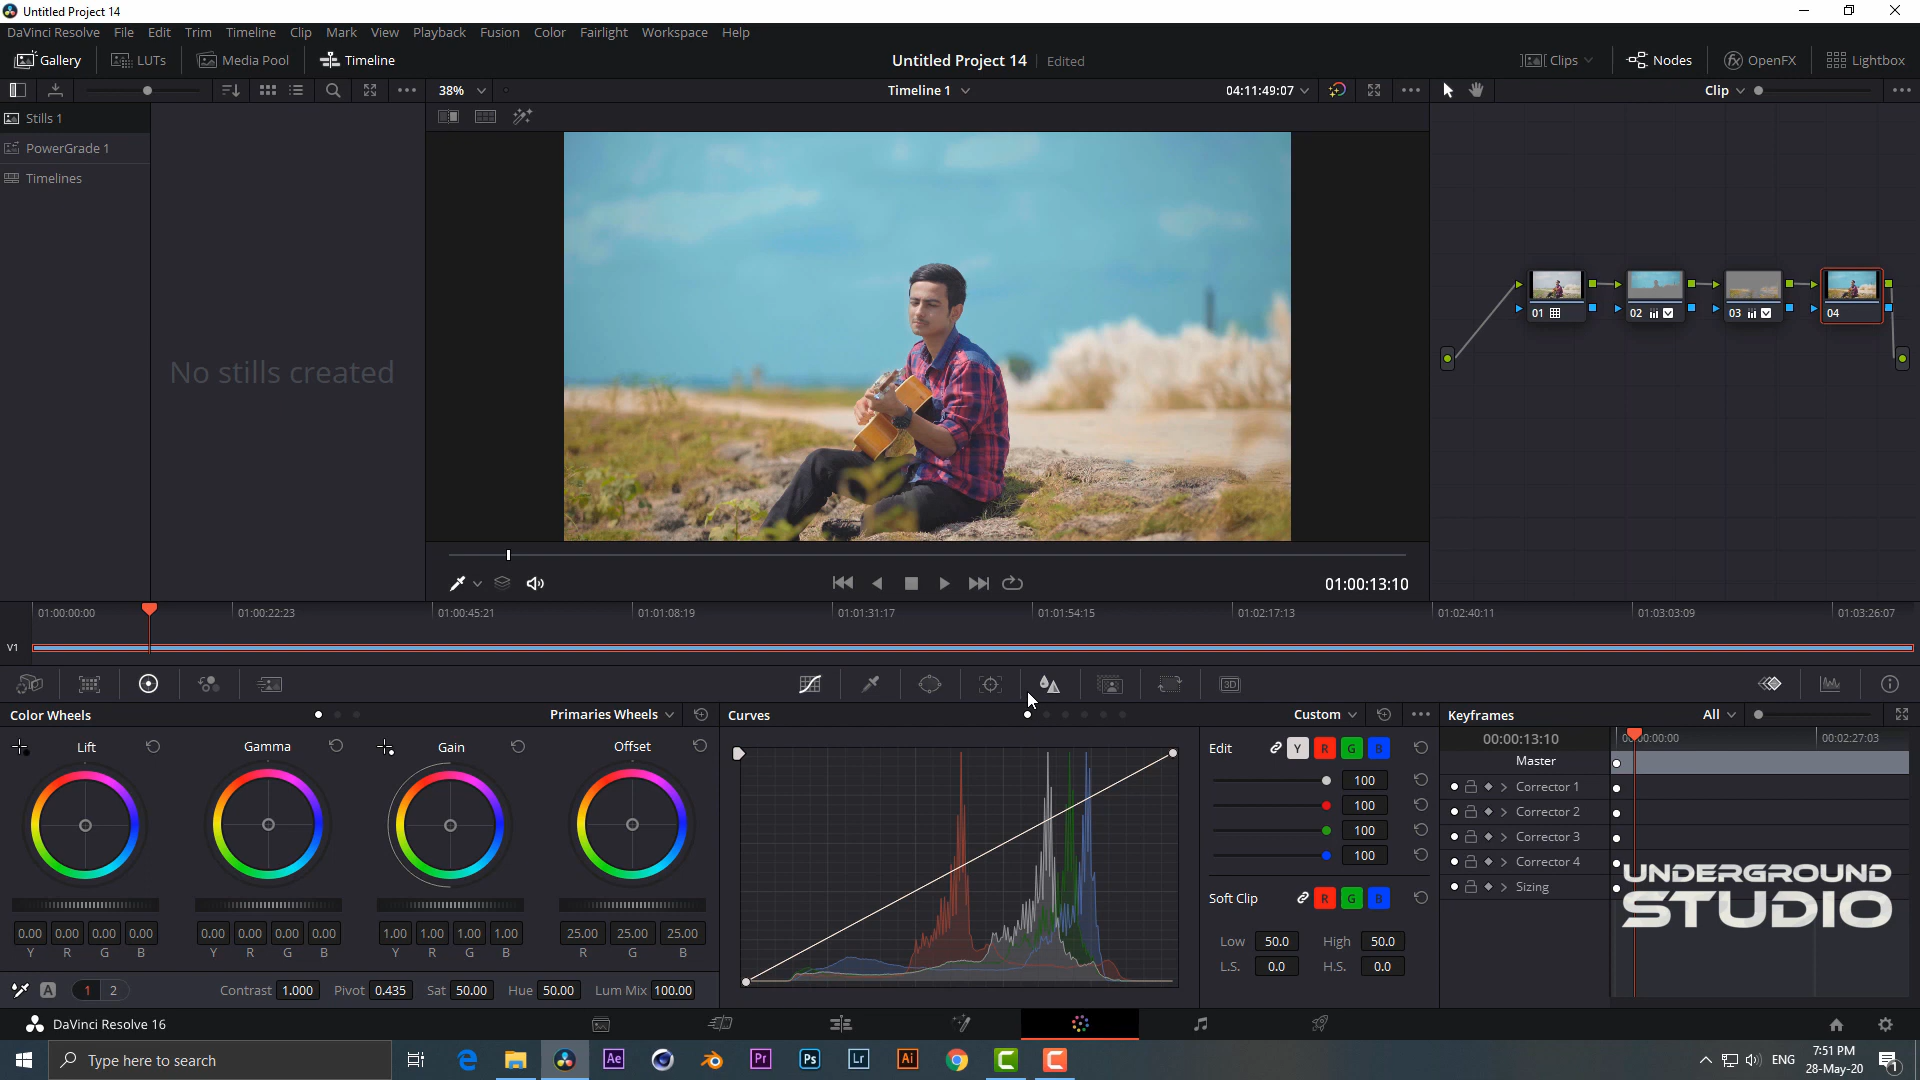 Untitled Project 14
DaVinci Resolve File Edit Trim Timeline Clip Mark View Playback Fusion Color Fairlight Workspace Help
Gallery LUTs Media Pool Timeline Untitled Project 14 Edited Clips Nodes OpenFX Lightbox
38% Timeline 1 04:11:49:07 Clip
Stills 1
PowerGrade 1
Timelines
No stills created
01 02 03 04
01:00:13:10
01:00:00:00 01:00:22:23 01:00:45:21 01:01:08:19 01:01:31:17 01:01:54:15 01:02:17:13 01:02:40:11 01:03:03:09 01:03:26:07
V1
3D
Color Wheels Primaries Wheels Curves Custom Keyframes All
Lift Gamma Gain Offset Edit Y R G B 00:00:13:10 00:02:27:03
Master
100
Corrector 1
100
Corrector 2
100
Corrector 3
100
Corrector 4
Sizing
UNDERGROUND
STUDIO
Soft Clip R G B
0.00 0.00 0.00 0.00 0.00 0.00 0.00 0.00 1.00 1.00 1.00 1.00 25.00 25.00 25.00
Y R G B Y R G B Y R G B R G B
Low 50.0 High 50.0
L.S. 0.0 H.S. 0.0
A 1 2 Contrast 1.000 Pivot 0.435 Sat 50.00 Hue 50.00 Lum Mix 100.00
DaVinci Resolve 16
Type here to search Ae Pr Ps Lr Ai ENG 7:51 PM
28-May-20
1